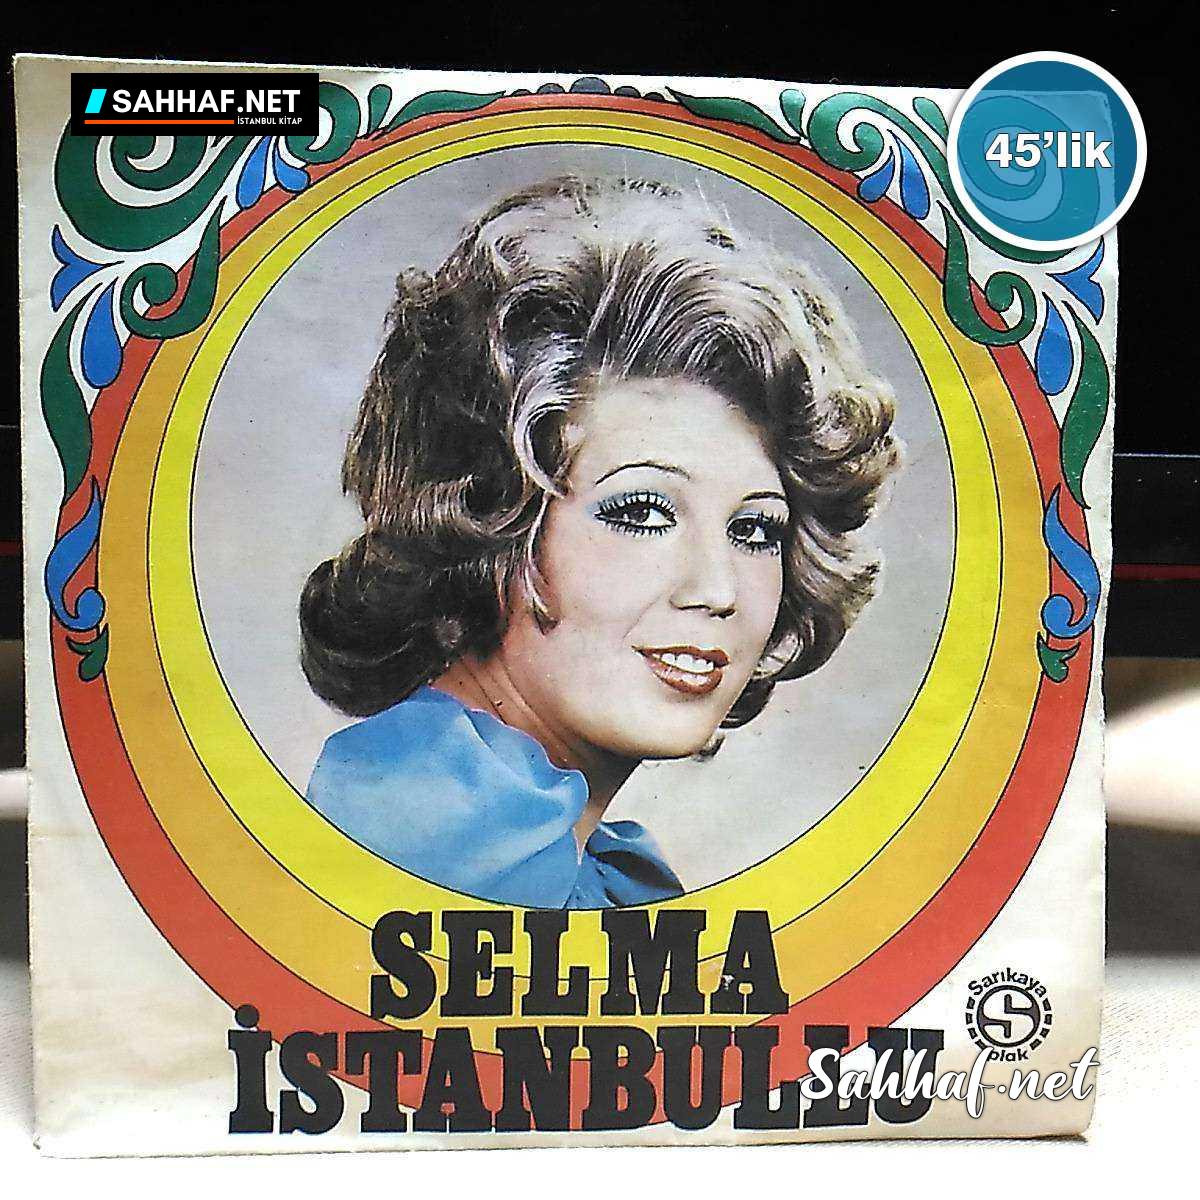 SAHHAF.NET
İSTANBUL KİTAP
45'lik
SELMA
İSTANBULLU
Sarıkaya
S
plak
Sahhaf.net